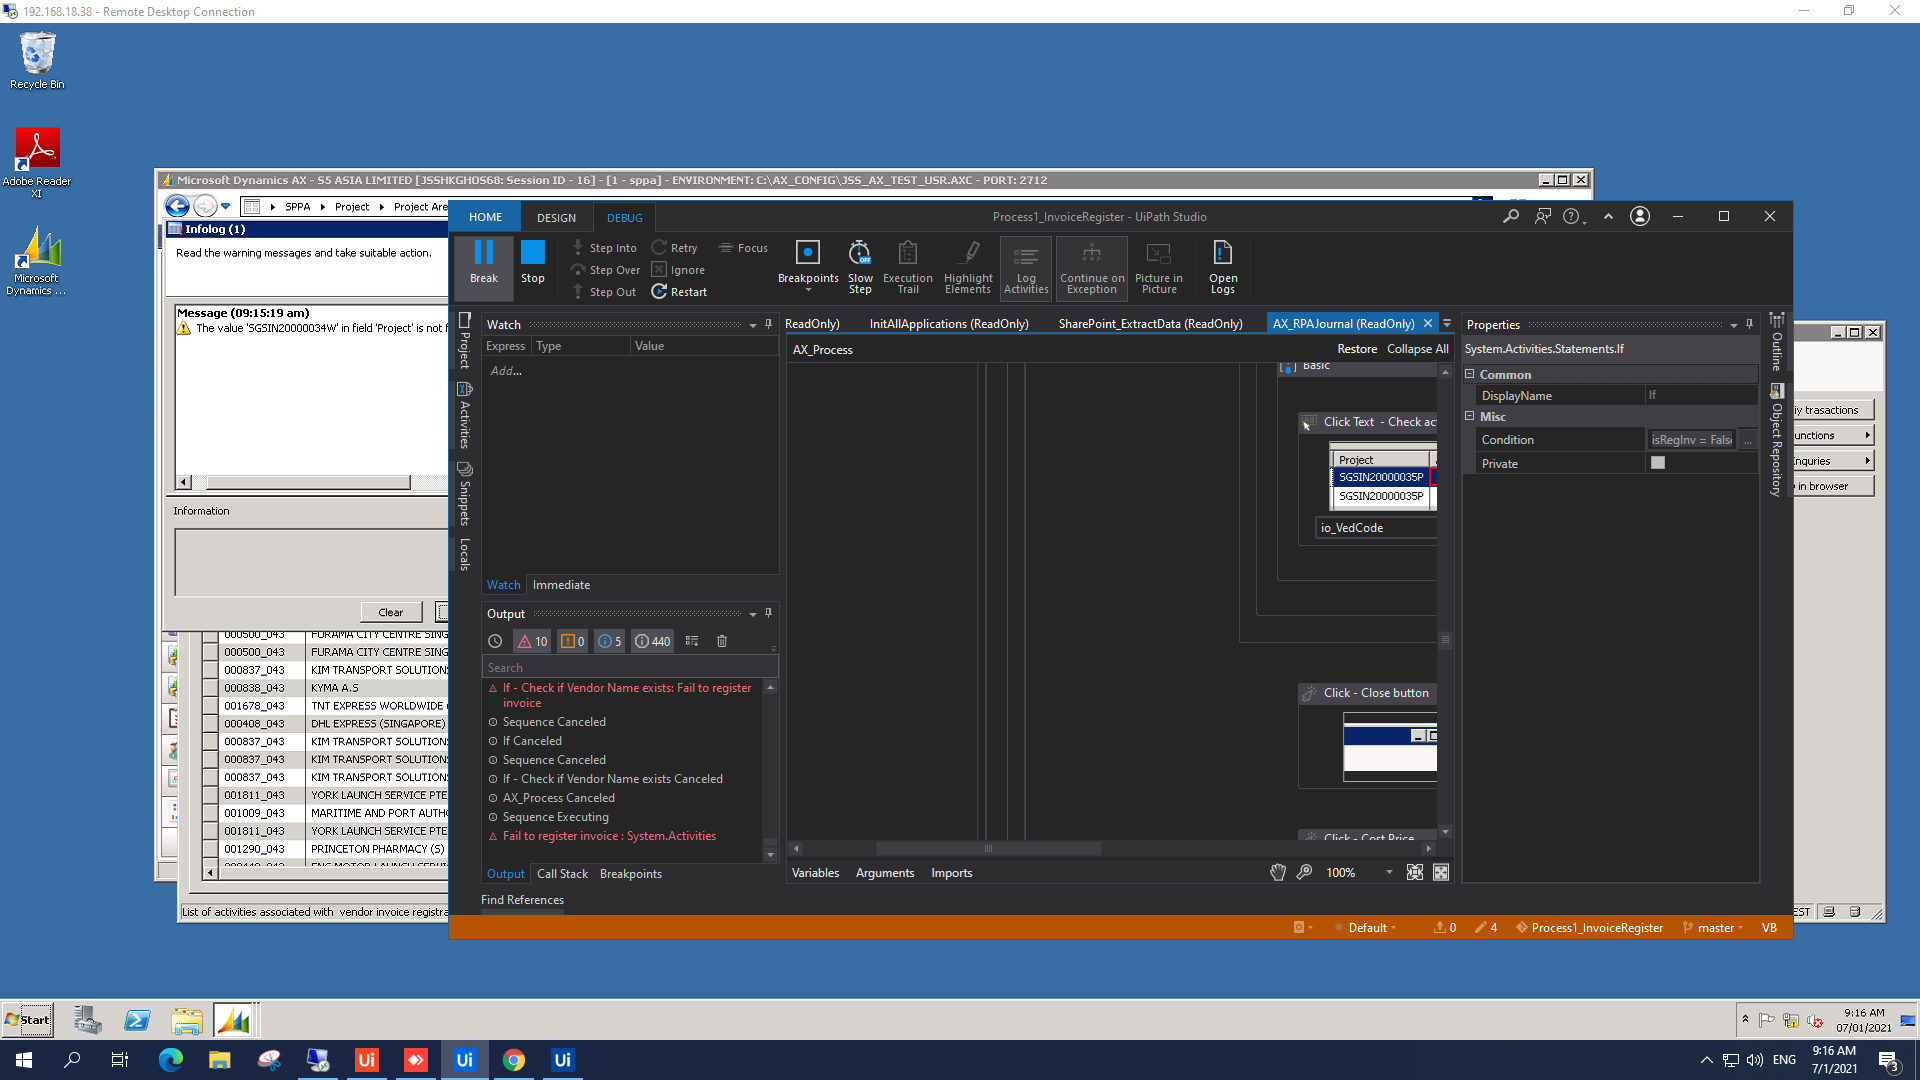 192.168.18.38 - Remote Desktop Connection
Recycle Bin
Adobe Reader
XI
Microsoft
Dynamics ...
Microsoft Dynamics AX - S5 ASIA LIMITED [JSSHKGHOS68: Session ID - 16] - [1 - sppa] - ENVIRONMENT: C:\AX_CONFIG\JSS_AX_TEST_USR.AXC - PORT: 2712
SPPA
Project
Project Are
Infolog (1)
Read the warning messages and take suitable action.
Message (09:15:19 am)
The value 'SGSIN20000034W' in field 'Project' is not f
Information
Clear
000500_043 FURAMA CITY CENTRE SING
000500_043 FURAMA CITY CENTRE SING
000837_043 KIM TRANSPORT SOLUTIONS
000838_043 KYMA A.S
001678_043 TNT EXPRESS WORLDWIDE
000408_043 DHL EXPRESS (SINGAPORE)
000837_043 KIM TRANSPORT SOLUTIONS
000837_043 KIM TRANSPORT SOLUTIONS
000837_043 KIM TRANSPORT SOLUTIONS
001811_043 YORK LAUNCH SERVICE PTE
001009_043 MARITIME AND PORT AUTHO
001811_043 YORK LAUNCH SERVICE PTE
001290_043 PRINCETON PHARMACY (S)
List of activities associated with vendor invoice registra
HOME
DESIGN
DEBUG
Process1_InvoiceRegister - UiPath Studio
Break
Stop
Step Into
Step Over
Step Out
Retry
Ignore
Restart
Focus
Breakpoints
Slow
Step
Execution
Trail
Highlight
Elements
Log
Activities
Continue on
Exception
Picture in
Picture
Open
Logs
Project
Activities
Snippets
Locals
Watch
Express Type Value
Add...
Watch
Immediate
Output
10
0
5
440
Search
If - Check if Vendor Name exists: Fail to register
invoice
Sequence Canceled
If Canceled
Sequence Canceled
If - Check if Vendor Name exists Canceled
AX_Process Canceled
Sequence Executing
Fail to register invoice : System.Activities
Output
Call Stack
Breakpoints
Find References
ReadOnly)
InitAllApplications (ReadOnly)
SharePoint_ExtractData (ReadOnly)
AX_RPAJournal (ReadOnly)
AX_Process
Restore
Collapse All
Basic
Click Text - Check act
Project
SGSIN20000035P
SGSIN20000035P
io_VedCode
Click - Close button
Click - Cost Price
Variables
Arguments
Imports
100%
Properties
System.Activities.Statements.If
Common
DisplayName If
Misc
Condition isRegInv = Fals ...
Private
Outline
Object Repository
iy trasactions
unctions
nquries
in browser
EST
Default
0
4
Process1_InvoiceRegister
master
VB
Start
9:16 AM
07/01/2021
Ui
Ui
Ui
ENG
9:16 AM
7/1/2021
3